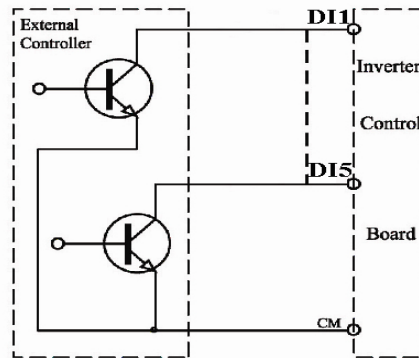 External
Controller
DI1
Inverter
Control
DI5
Board
CM